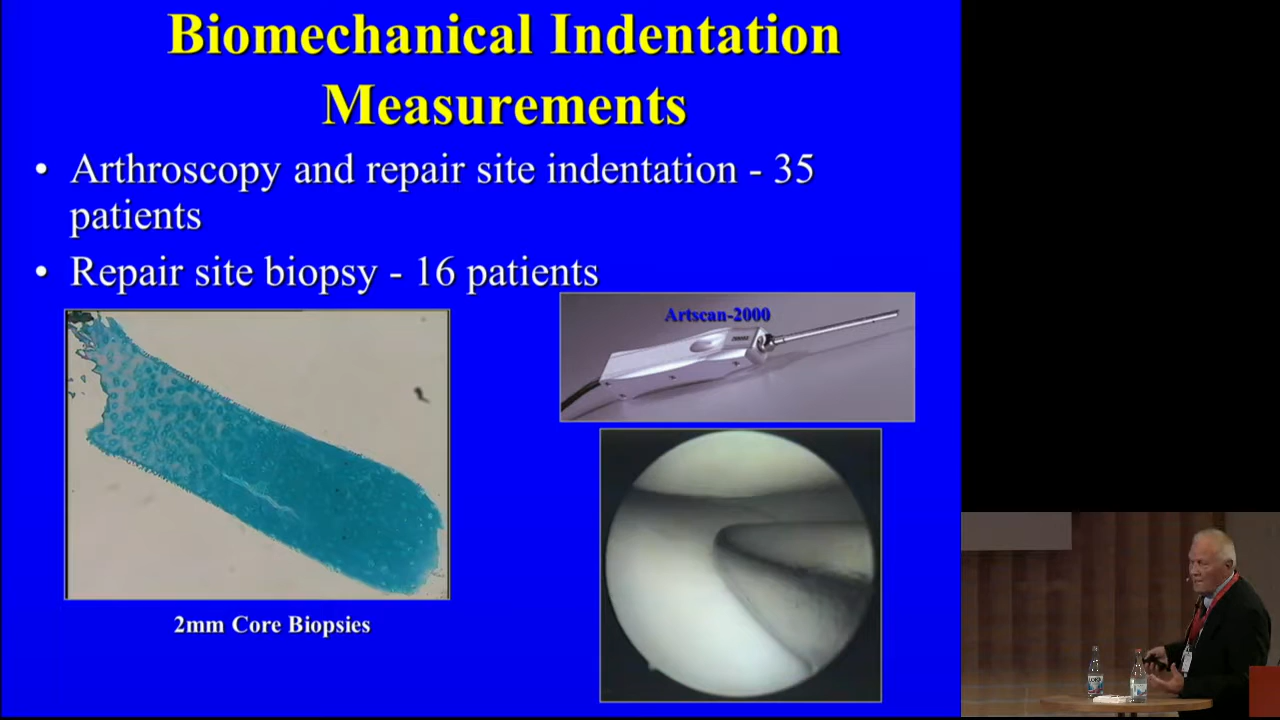 Biomechanical Indentation
Measurements
• Arthroscopy and repair site indentation - 35
patients
• Repair site biopsy - 16 patients
Artscan-2000
2mm Core Biopsies